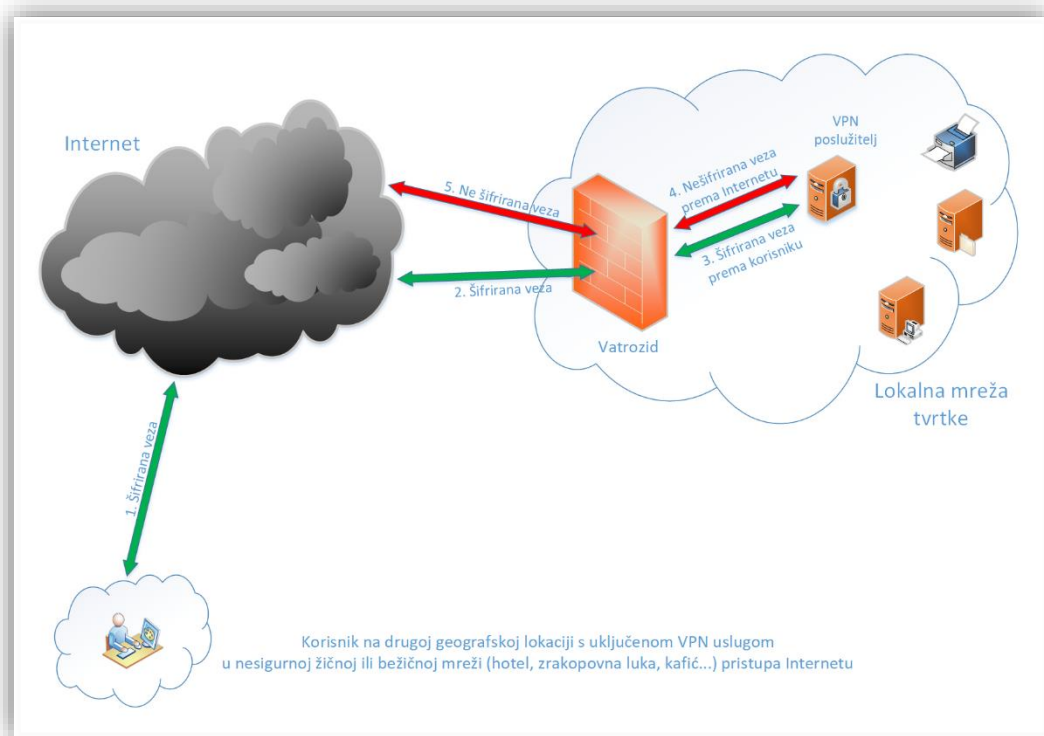 Internet
VPN
poslužitelj
5. Ne šifrirana veza
4. Nešifrirana veza
prema Internetu
3. Šifrirana veza
prema korisniku
2. Šifrirana veza
Vatrozid
Lokalna mreža
tvrtke
1. Šifrirana veza
Korisnik na drugoj geografskoj lokaciji s uključenom VPN uslugom
u nesigurnoj žičnoj ili bežičnoj mreži (hotel, zrakopovna luka, kafić...) pristupa Internetu